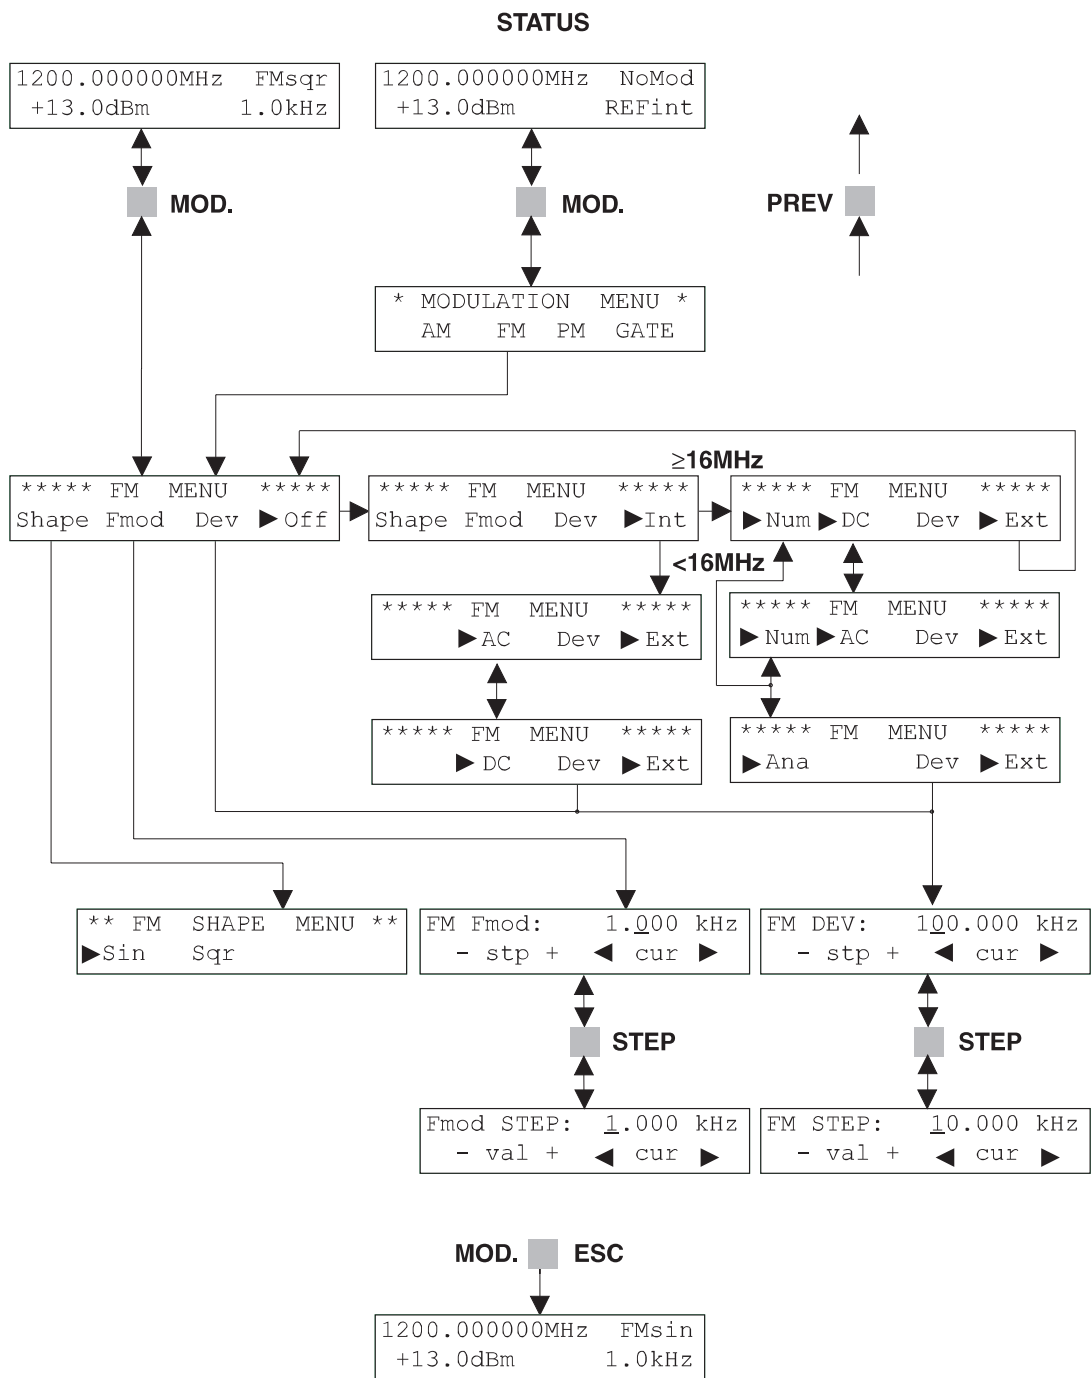 STATUS
1200.000000MHz FMsqr
+13.0dBm 1.0kHz
1200.000000MHz NoMod
+13.0dBm REFint
MOD.
MOD.
PREV
* MODULATION MENU *
AM FM PM GATE
≥16MHz
***** FM MENU *****
Shape Fmod Dev ▶Off
***** FM MENU *****
Shape Fmod Dev ▶Int
***** FM MENU *****
▶Num ▶DC Dev ▶Ext
<16MHz
***** FM MENU *****
▶AC Dev ▶Ext
***** FM MENU *****
▶Num ▶AC Dev ▶Ext
***** FM MENU *****
▶DC Dev ▶Ext
***** FM MENU *****
▶Ana Dev ▶Ext
** FM SHAPE MENU **
▶Sin Sqr
FM Fmod: 1.000 kHz
- stp + ◀ cur ▶
FM DEV: 100.000 kHz
- stp + ◀ cur ▶
STEP
STEP
Fmod STEP: 1.000 kHz
- val + ◀ cur ▶
FM STEP: 10.000 kHz
- val + ◀ cur ▶
MOD. ESC
1200.000000MHz FMsin
+13.0dBm 1.0kHz